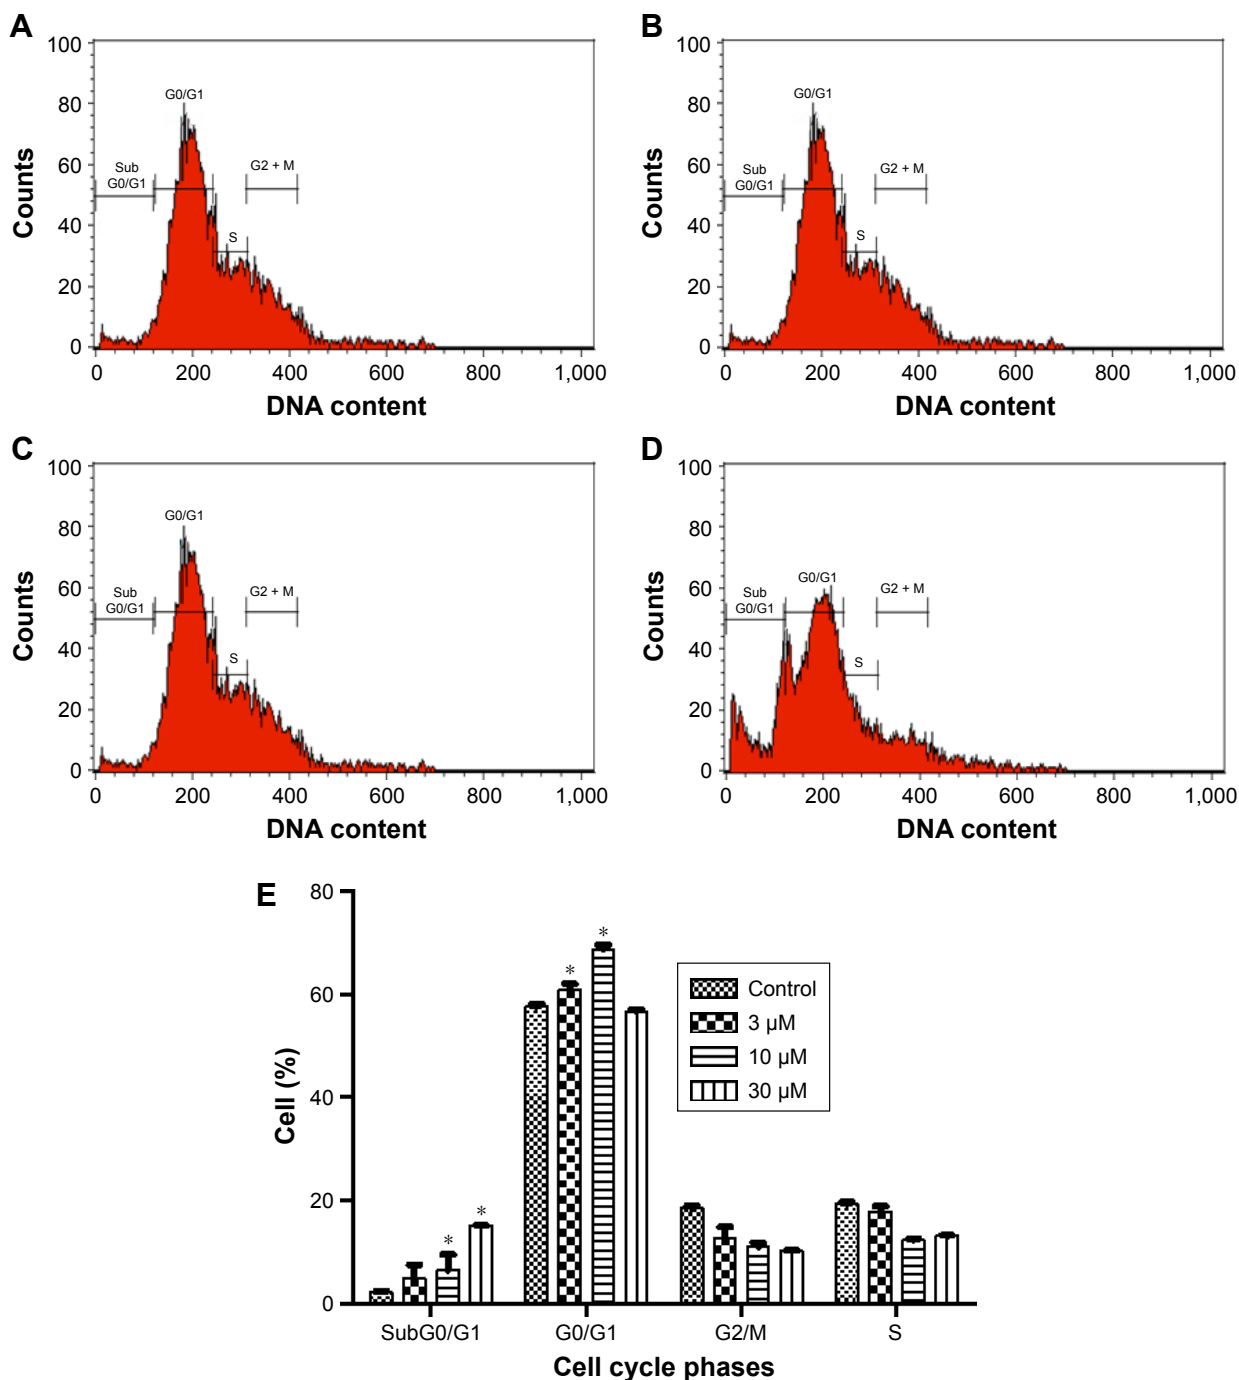 A
100
80
60
40
20
0
Counts
G0/G1
Sub
G0/G1
G2 + M
S
0 200 400 600 800 1,000
DNA content
B
100
80
60
40
20
0
Counts
G0/G1
Sub
G0/G1
G2 + M
S
0 200 400 600 800 1,000
DNA content
C
100
80
60
40
20
0
Counts
G0/G1
Sub
G0/G1
G2 + M
S
0 200 400 600 800 1,000
DNA content
D
100
80
60
40
20
0
Counts
G0/G1
Sub
G0/G1
G2 + M
S
0 200 400 600 800 1,000
DNA content
E
80
60
40
20
0
Cell (%)
*
*
*
*
Control
3 µM
10 µM
30 µM
SubG0/G1 G0/G1 G2/M S
Cell cycle phases